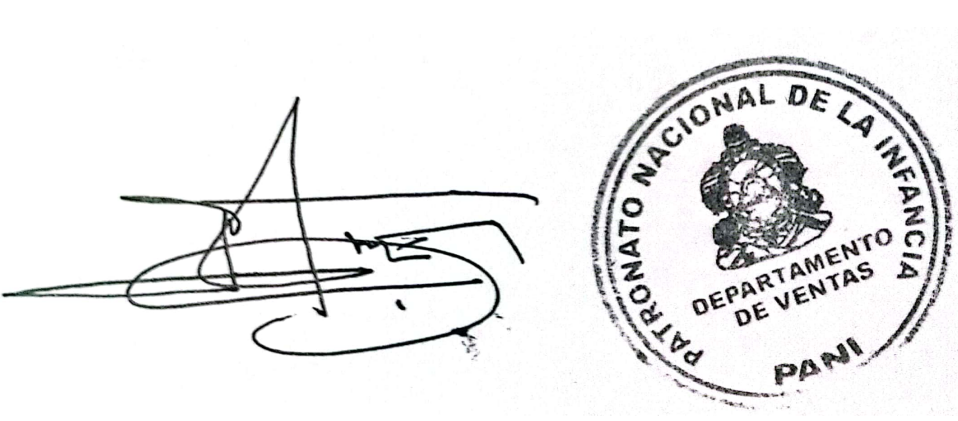 PATRONATO NACIONAL DE LA INFANCIA
DEPARTAMENTO
DE VENTAS
PANI